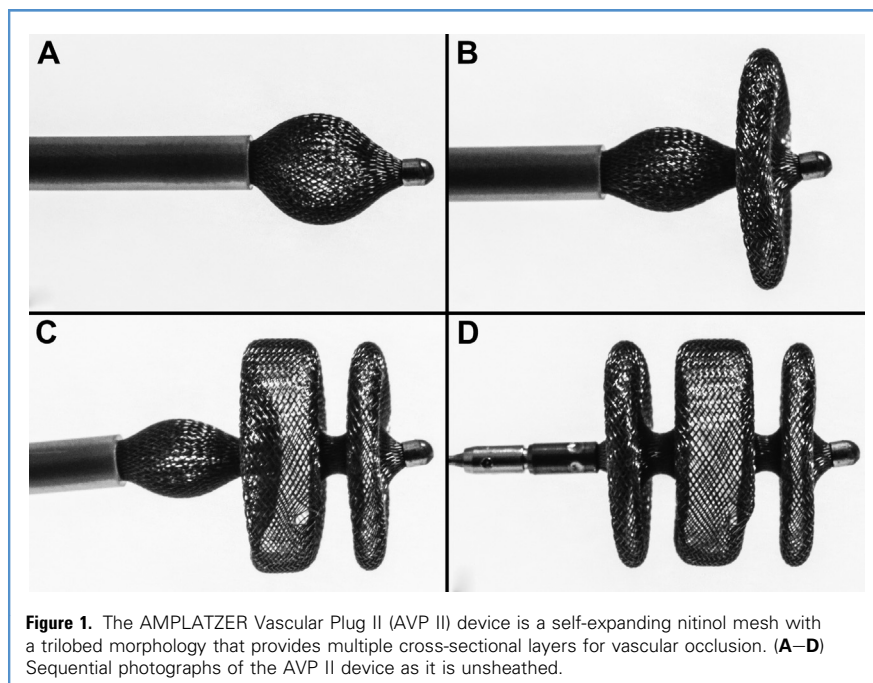 A
B
C
D
Figure 1. The AMPLATZER Vascular Plug II (AVP II) device is a self-expanding nitinol mesh with
a trilobed morphology that provides multiple cross-sectional layers for vascular occlusion. (A–D)
Sequential photographs of the AVP II device as it is unsheathed.